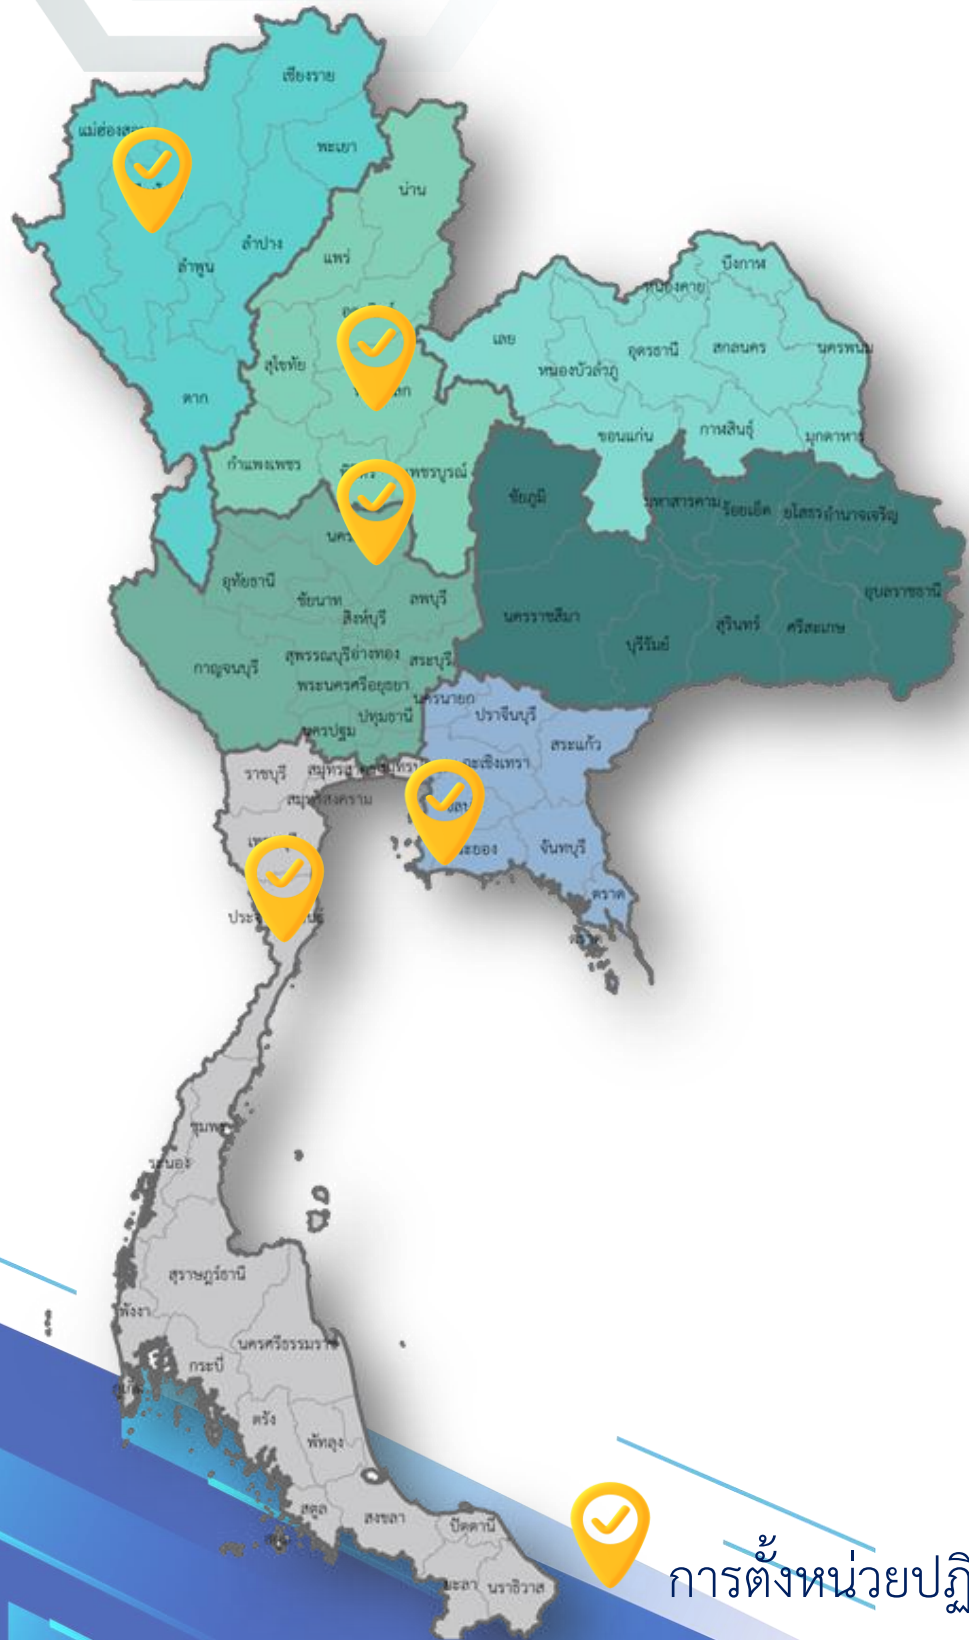 เชียงราย
พะเยา
น่าน
ลำปาง
แพร่
ลำพูน
บึงกาฬ
หนองคาย
เลย
อุดรธานี
สกลนคร
นครพนม
หนองบัวลำภู
สุโขทัย
ตาก
ขอนแก่น
กาฬสินธุ์
มุกดาหาร
กำแพงเพชร
เพชรบูรณ์
ชัยภูมิ
มหาสารคาม
ร้อยเอ็ด
ยโสธร
อำนาจเจริญ
อุทัยธานี
ชัยนาท
ลพบุรี
สิงห์บุรี
นครราชสีมา
อุบลราชธานี
สุรินทร์
ศรีสะเกษ
บุรีรัมย์
กาญจนบุรี
สุพรรณบุรี
อ่างทอง
สระบุรี
พระนครศรีอยุธยา
นครนายก
ปทุมธานี
ปราจีนบุรี
นครปฐม
สระแก้ว
ราชบุรี
สมุทรสงคราม
จันทบุรี
ตราด
ตราด
ชุมพร
ระนอง
สุราษฎร์ธานี
พังงา
นครศรีธรรมราช
กระบี่
ตรัง
พัทลุง
สตูล
สงขลา
ปัตตานี
ยะลา
นราธิวาส
การตั้งหน่วยปฏิ